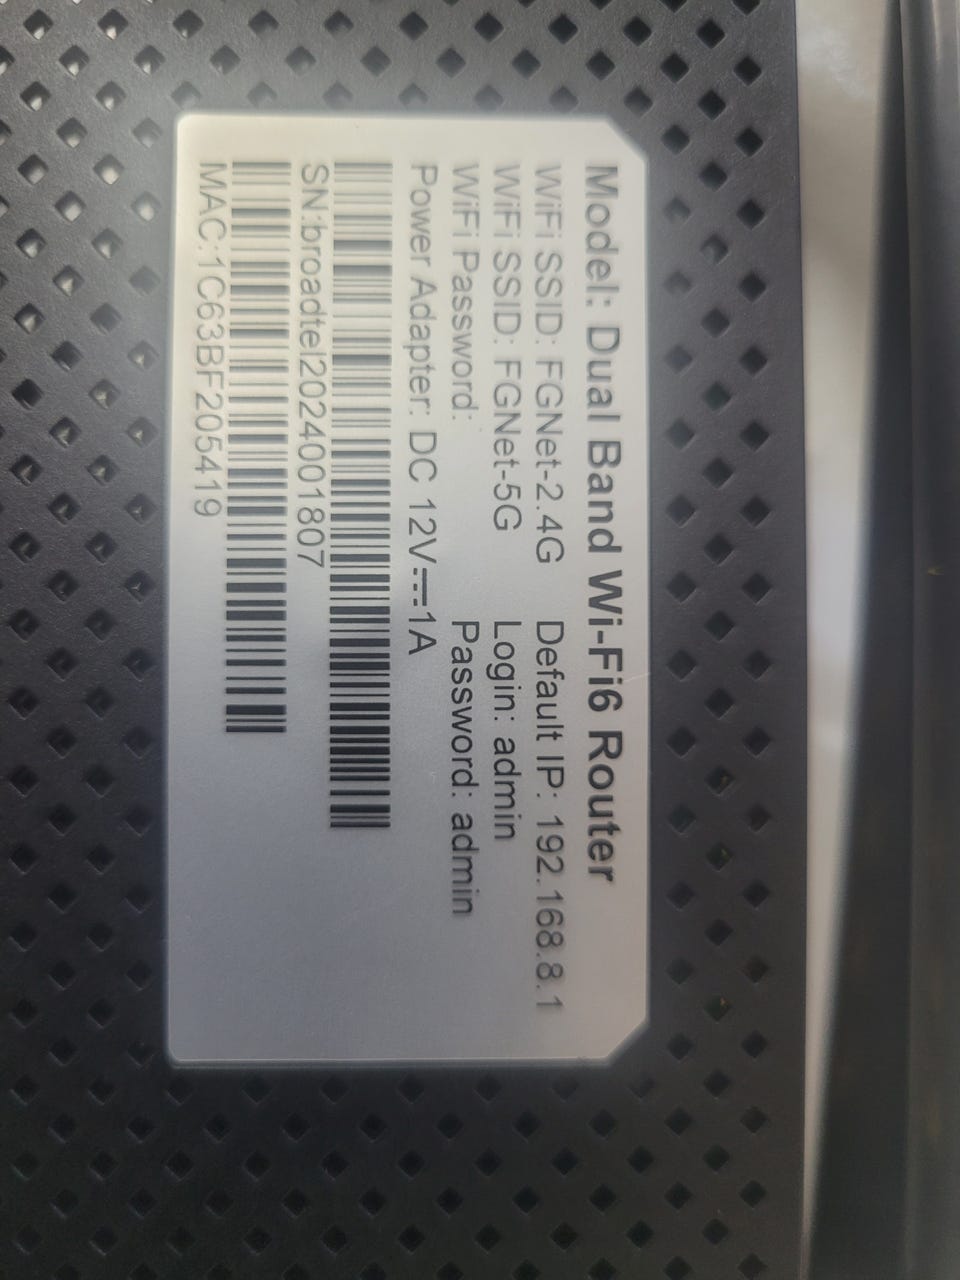 Model: Dual Band Wi-Fi6 Router
WiFi SSID: FGNet-2.4G Default IP: 192.168.8.1
WiFi SSID: FGNet-5G Login: admin
WiFi Password: Password: admin
Power Adapter: DC 12V⎓1A
SN:broadtel2024001807
MAC:1C63BF205419